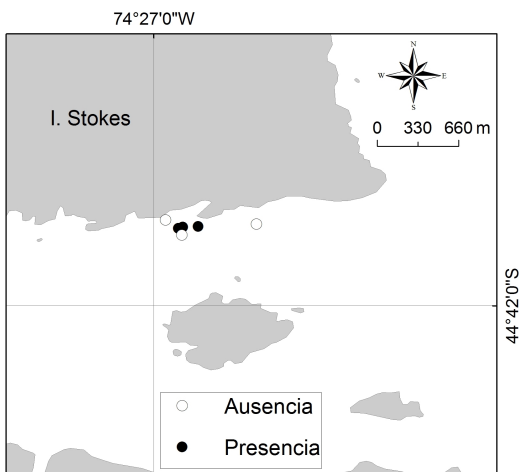 74°27'0"W
I. Stokes
N
W
E
S
0 330 660 m
44°42'0"S
Ausencia
Presencia